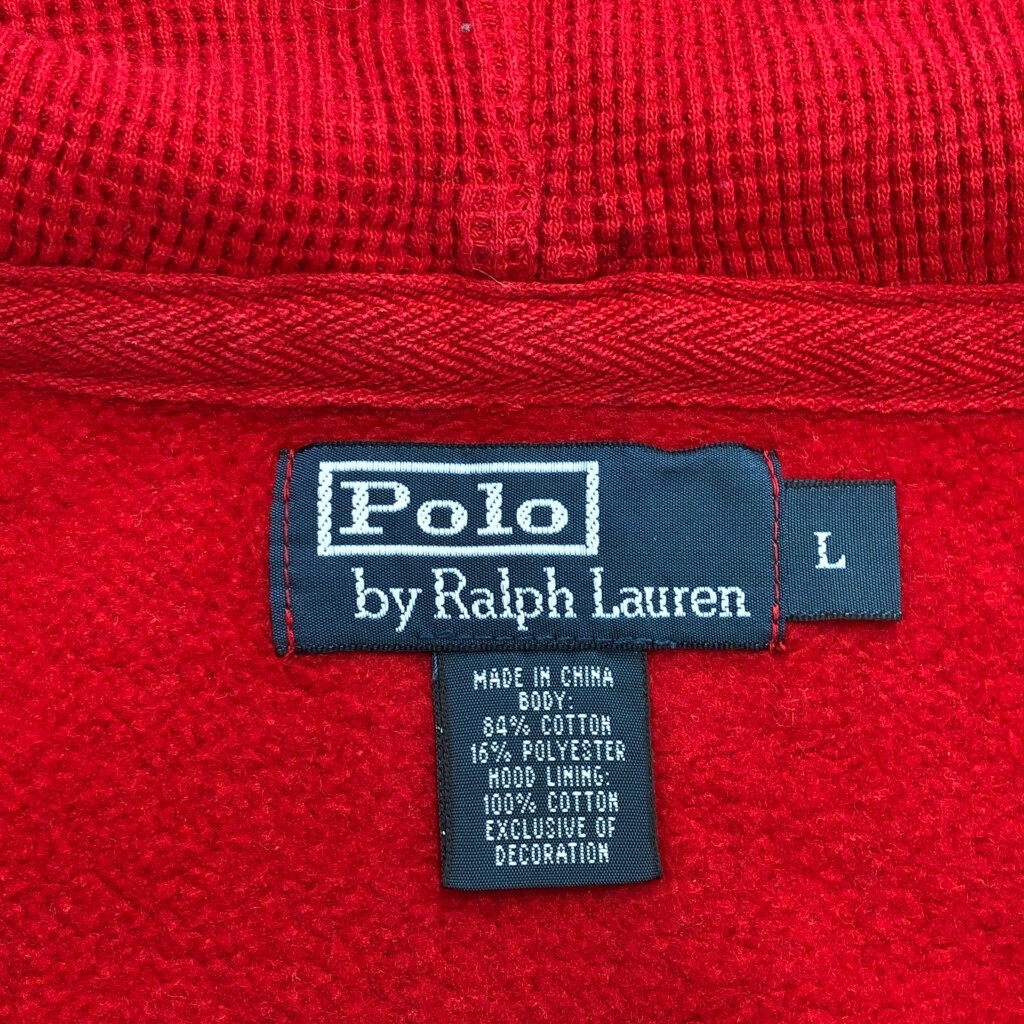 Polo
by Ralph Lauren
L
MADE IN CHINA
BODY:
84% COTTON
16% POLYESTER
HOOD LINING:
100% COTTON
EXCLUSIVE OF
DECORATION